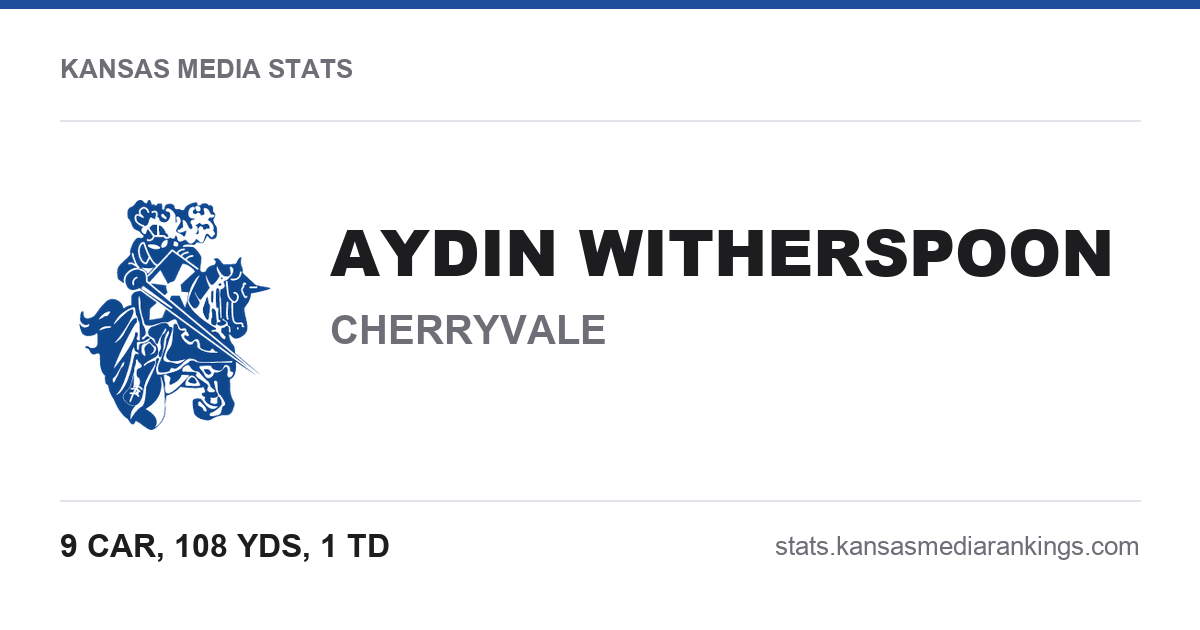 KANSAS MEDIA STATS
AYDIN WITHERSPOON
CHERRYVALE
9 CAR, 108 YDS, 1 TD
stats.kansasmediarankings.com